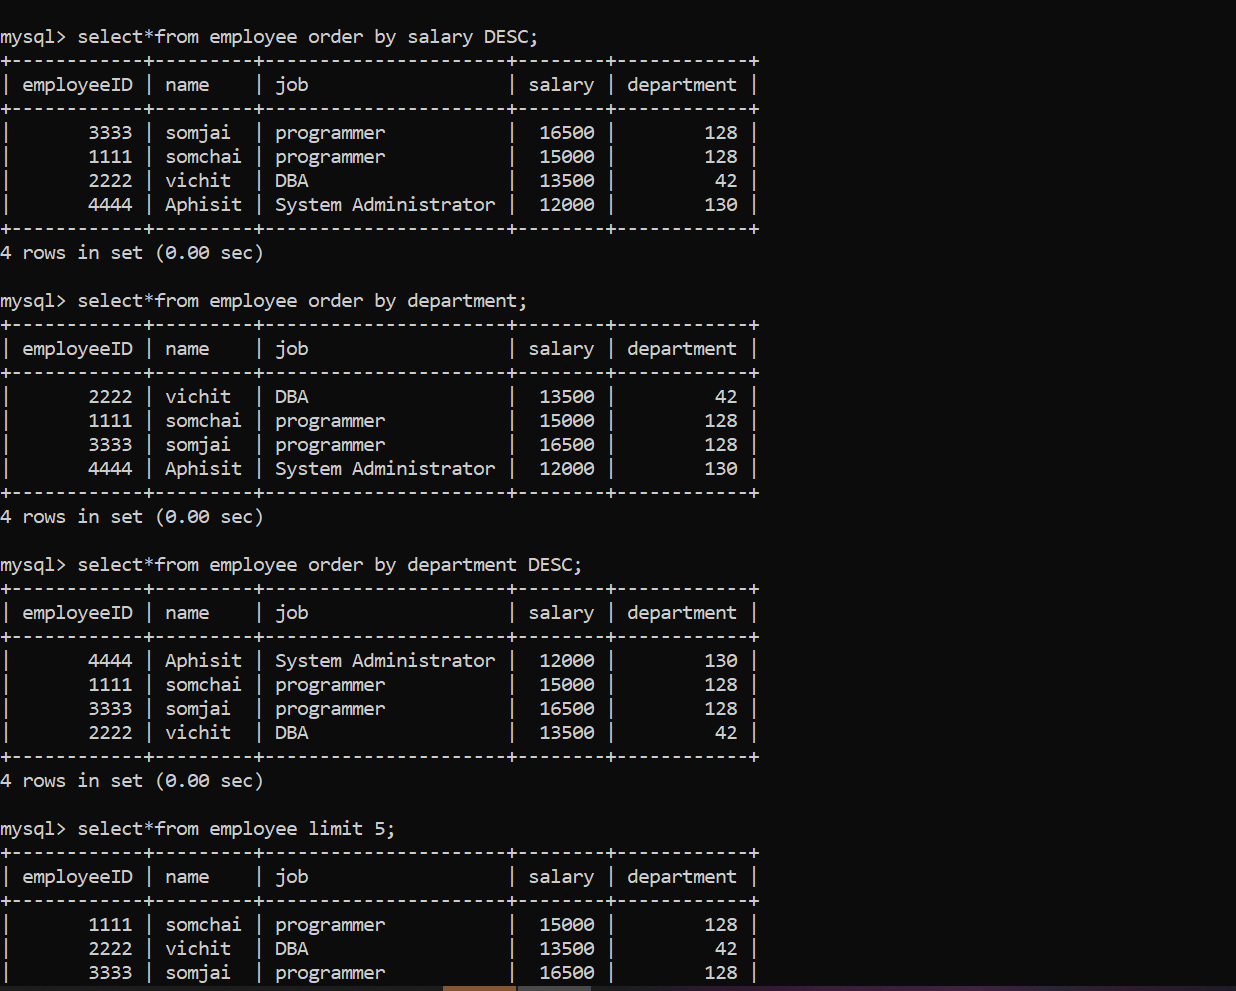 mysql> select*from employee order by salary DESC;
+------------+---------+----------------------+--------+------------+
| employeeID | name    | job                  | salary | department |
+------------+---------+----------------------+--------+------------+
|       3333 | somjai  | programmer           |  16500 |        128 |
|       1111 | somchai | programmer           |  15000 |        128 |
|       2222 | vichit  | DBA                  |  13500 |         42 |
|       4444 | Aphisit | System Administrator |  12000 |        130 |
+------------+---------+----------------------+--------+------------+
4 rows in set (0.00 sec)
mysql> select*from employee order by department;
+------------+---------+----------------------+--------+------------+
| employeeID | name    | job                  | salary | department |
+------------+---------+----------------------+--------+------------+
|       2222 | vichit  | DBA                  |  13500 |         42 |
|       1111 | somchai | programmer           |  15000 |        128 |
|       3333 | somjai  | programmer           |  16500 |        128 |
|       4444 | Aphisit | System Administrator |  12000 |        130 |
+------------+---------+----------------------+--------+------------+
4 rows in set (0.00 sec)
mysql> select*from employee order by department DESC;
+------------+---------+----------------------+--------+------------+
| employeeID | name    | job                  | salary | department |
+------------+---------+----------------------+--------+------------+
|       4444 | Aphisit | System Administrator |  12000 |        130 |
|       1111 | somchai | programmer           |  15000 |        128 |
|       3333 | somjai  | programmer           |  16500 |        128 |
|       2222 | vichit  | DBA                  |  13500 |         42 |
+------------+---------+----------------------+--------+------------+
4 rows in set (0.00 sec)
mysql> select*from employee limit 5;
+------------+---------+----------------------+--------+------------+
| employeeID | name    | job                  | salary | department |
+------------+---------+----------------------+--------+------------+
|       1111 | somchai | programmer           |  15000 |        128 |
|       2222 | vichit  | DBA                  |  13500 |         42 |
|       3333 | somjai  | programmer           |  16500 |        128 |